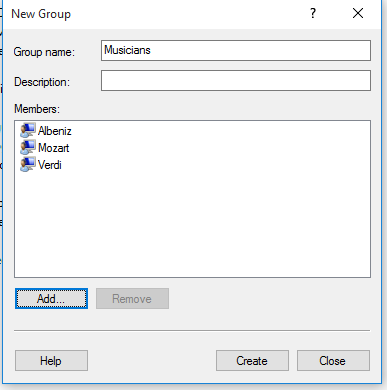 New Group
?
Group name: Musicians
Description:
Members:
Albeniz
Mozart
Verdi
Add... Remove
Help Create Close